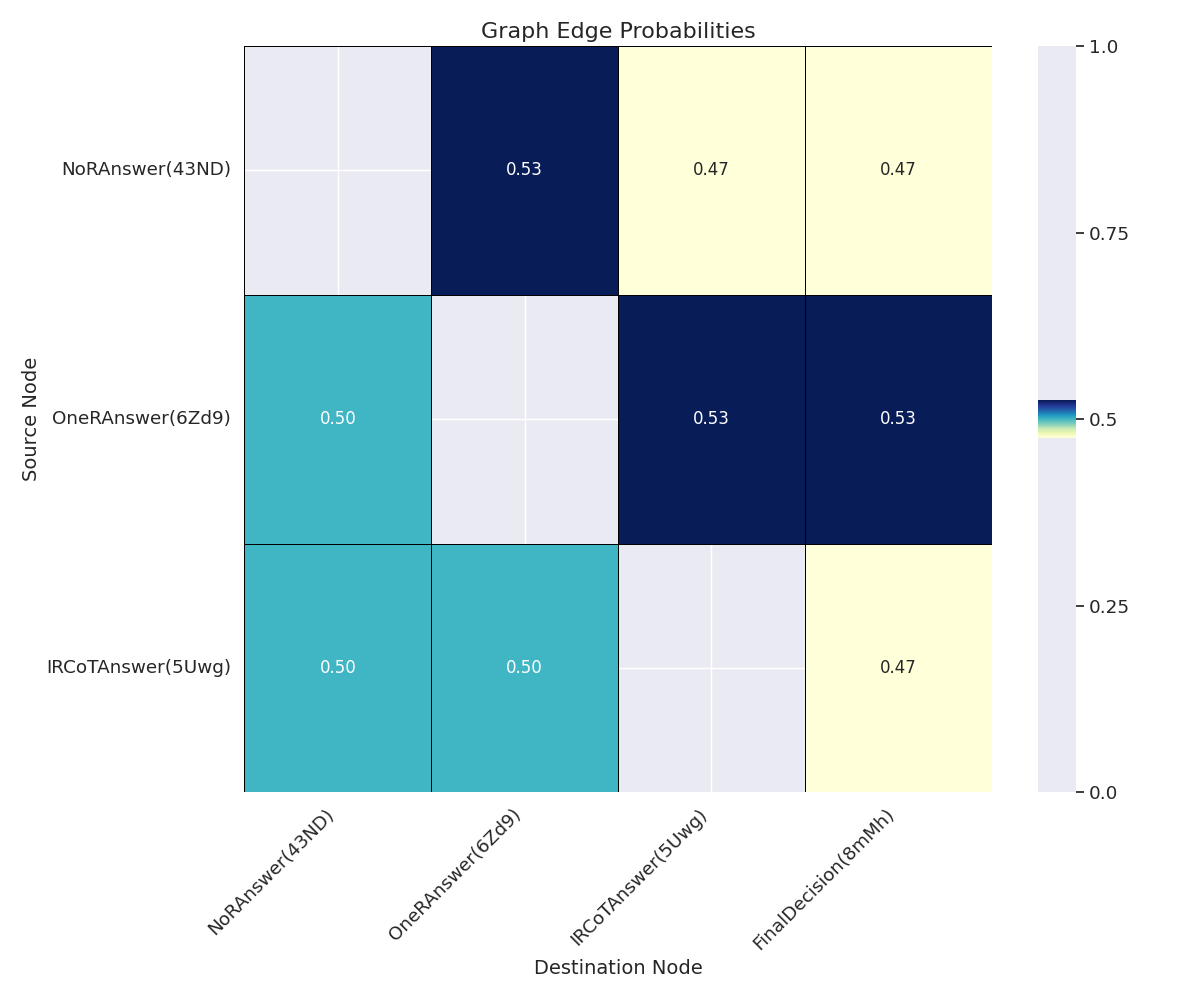 Graph Edge Probabilities
1.0
NoRAnswer(43ND)
0.53
0.47
0.47
0.75
Source Node
OneRAnswer(6Zd9)
0.50
0.53
0.53
0.5
0.25
IRCoTAnswer(5Uwg)
0.50
0.50
0.47
0.0
NoRAnswer(43ND)
OneRAnswer(6Zd9)
IRCoTAnswer(5Uwg)
FinalDecision(8mMh)
Destination Node